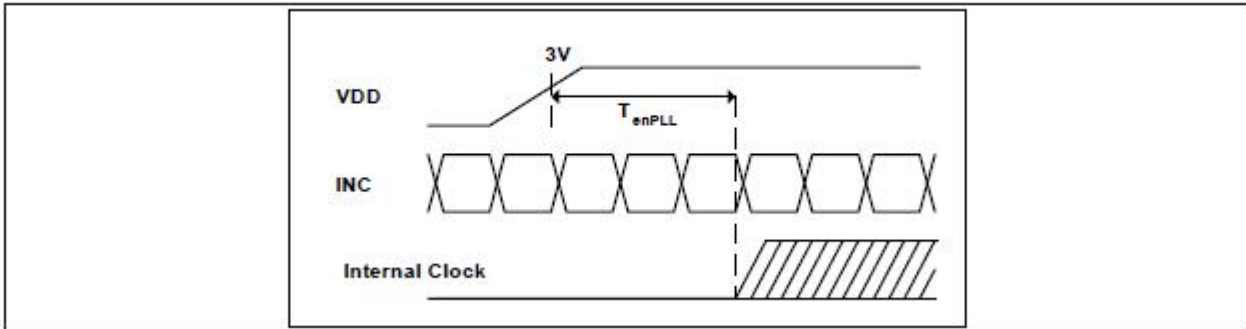 3V
VDD
TenPLL
INC
Internal Clock